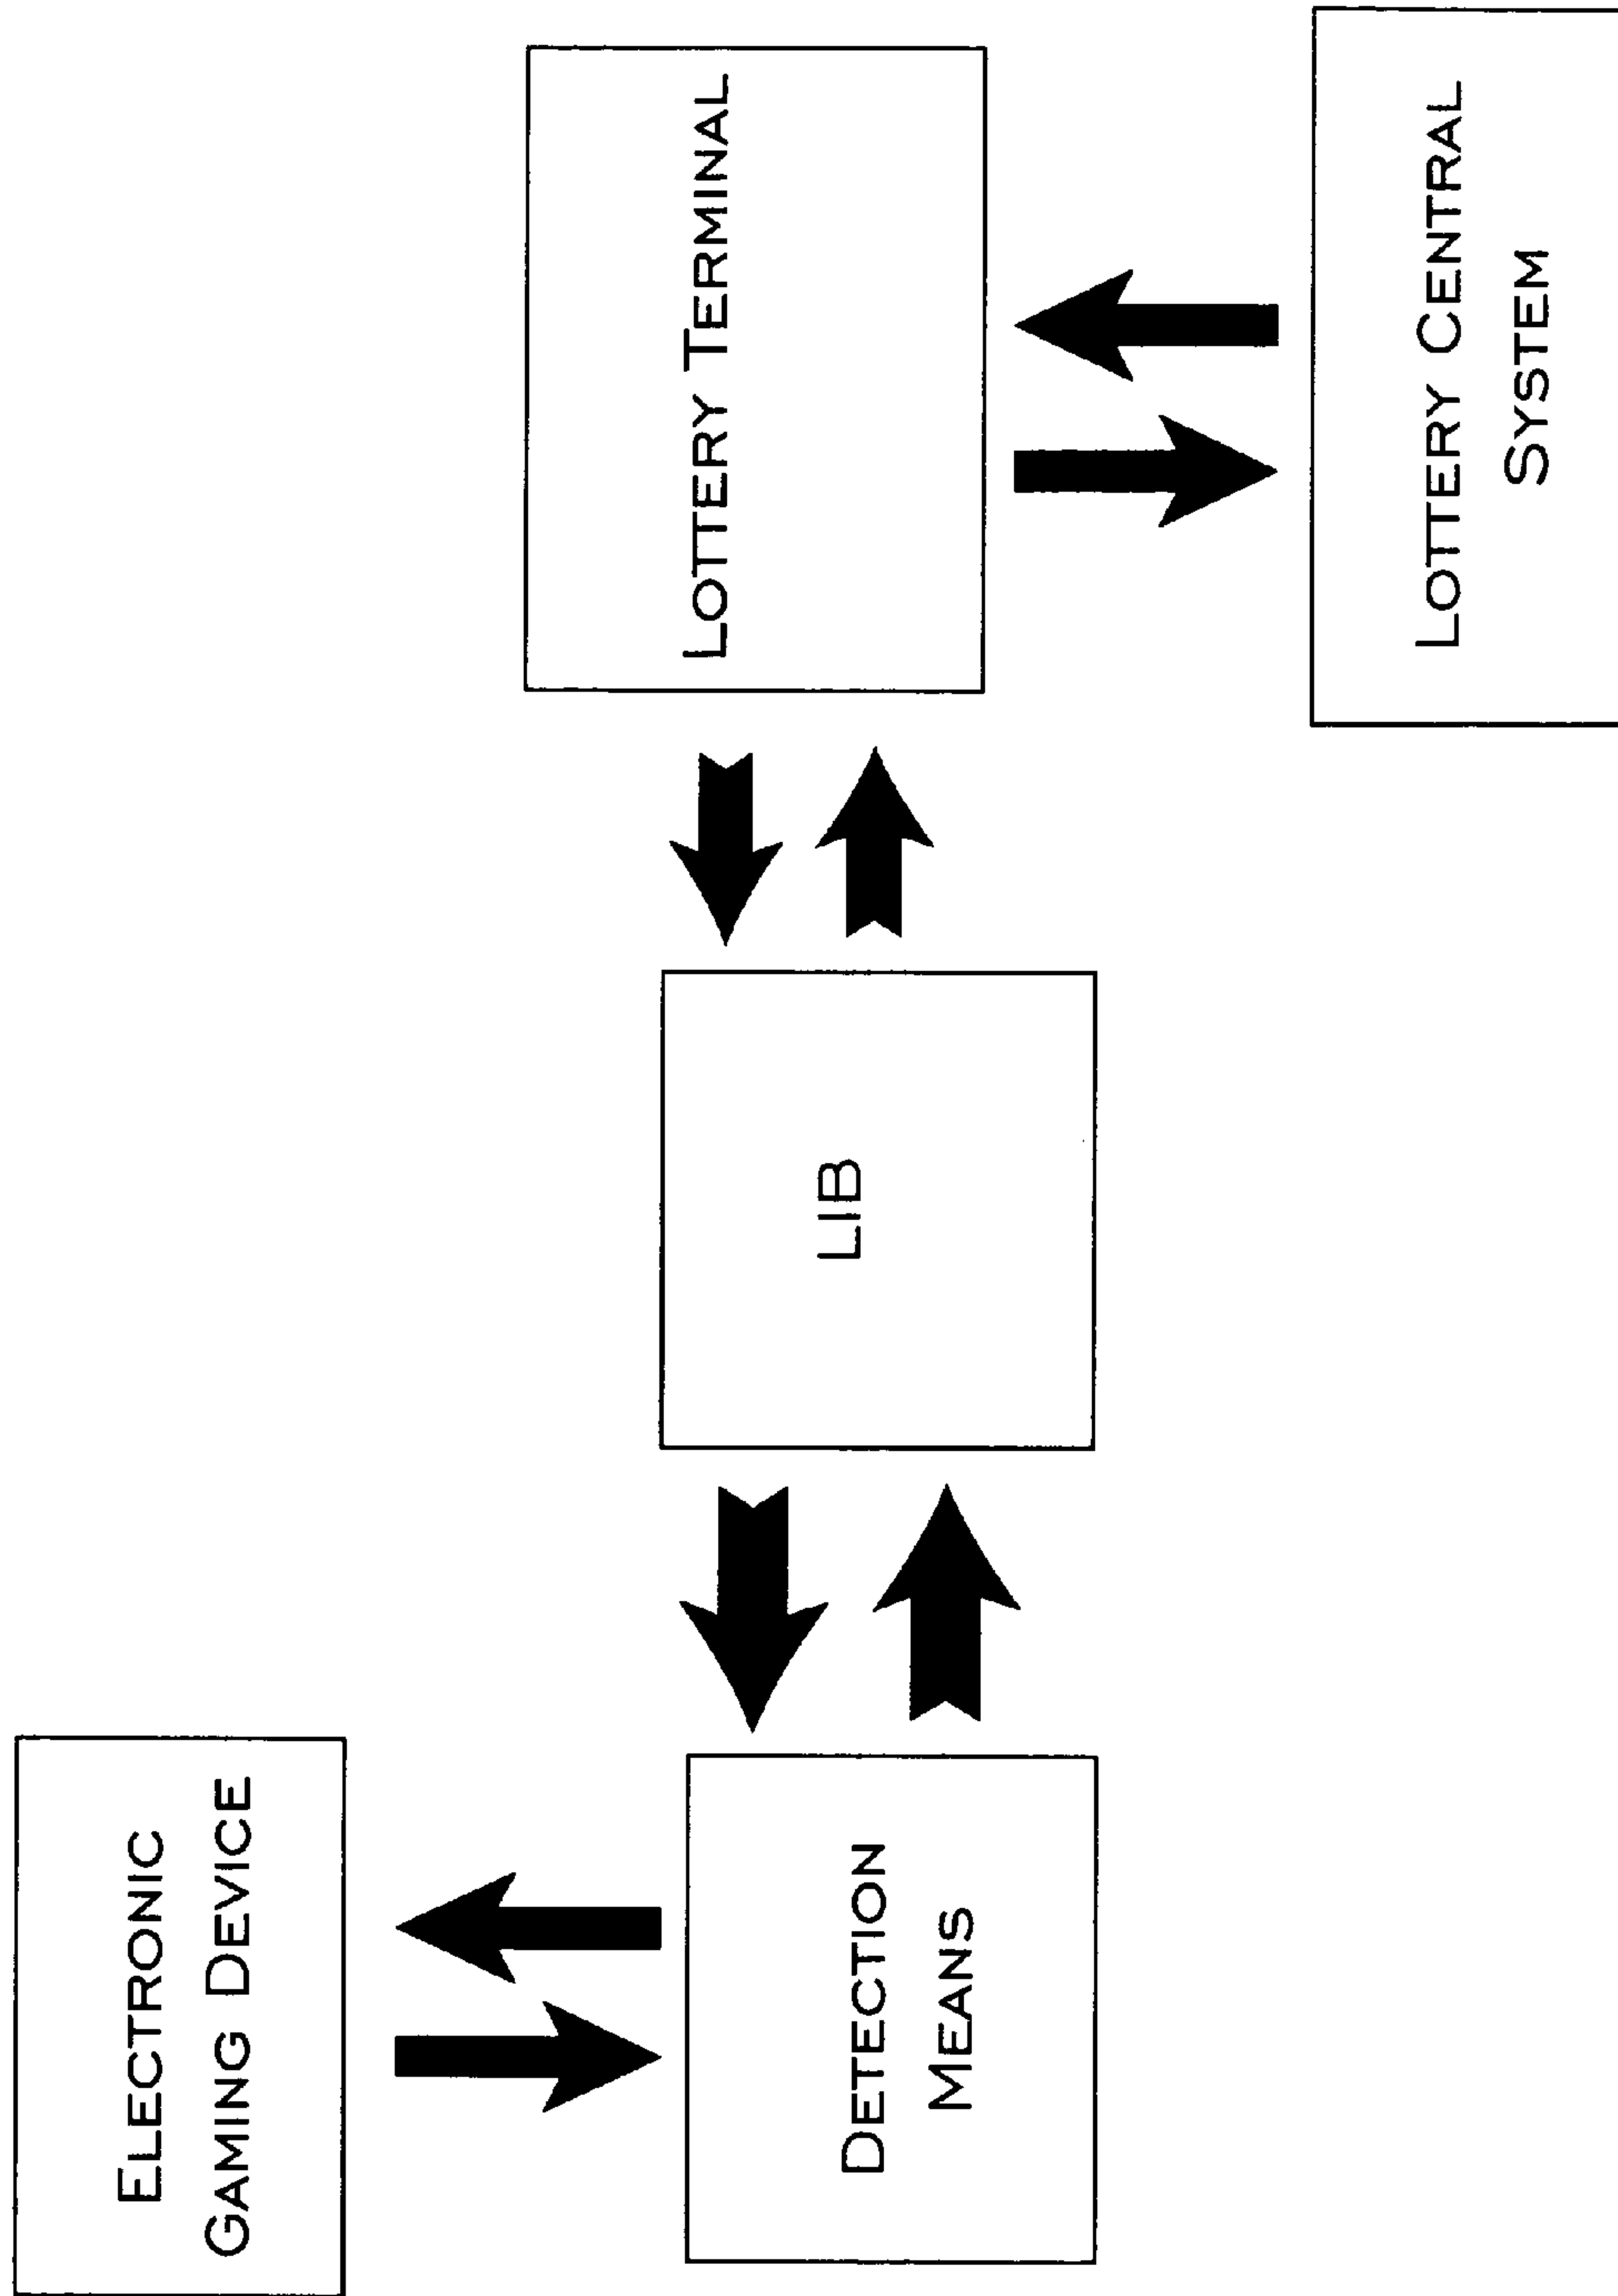 Electronic
Gaming Device
Detection
Means
LIB
Lottery Terminal
Lottery Central
System